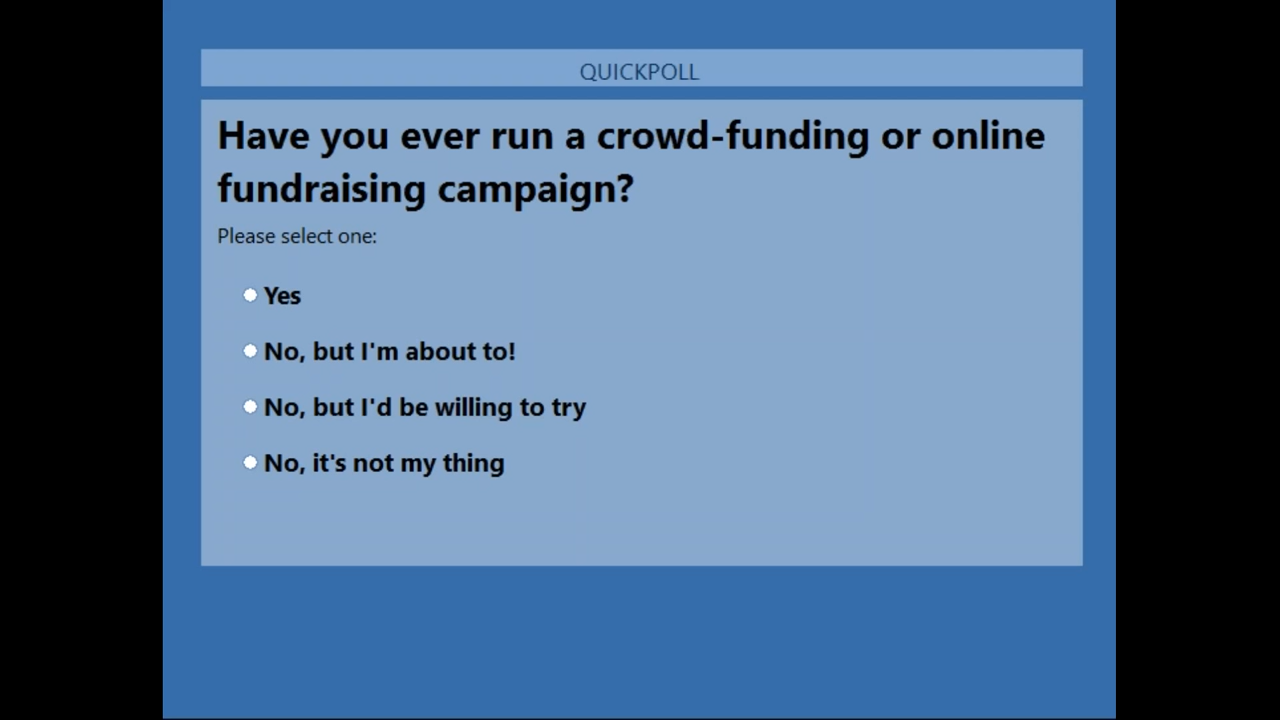 QUICKPOLL
Have you ever run a crowd-funding or online
fundraising campaign?
Please select one:
Yes
No, but I'm about to!
No, but I'd be willing to try
No, it's not my thing